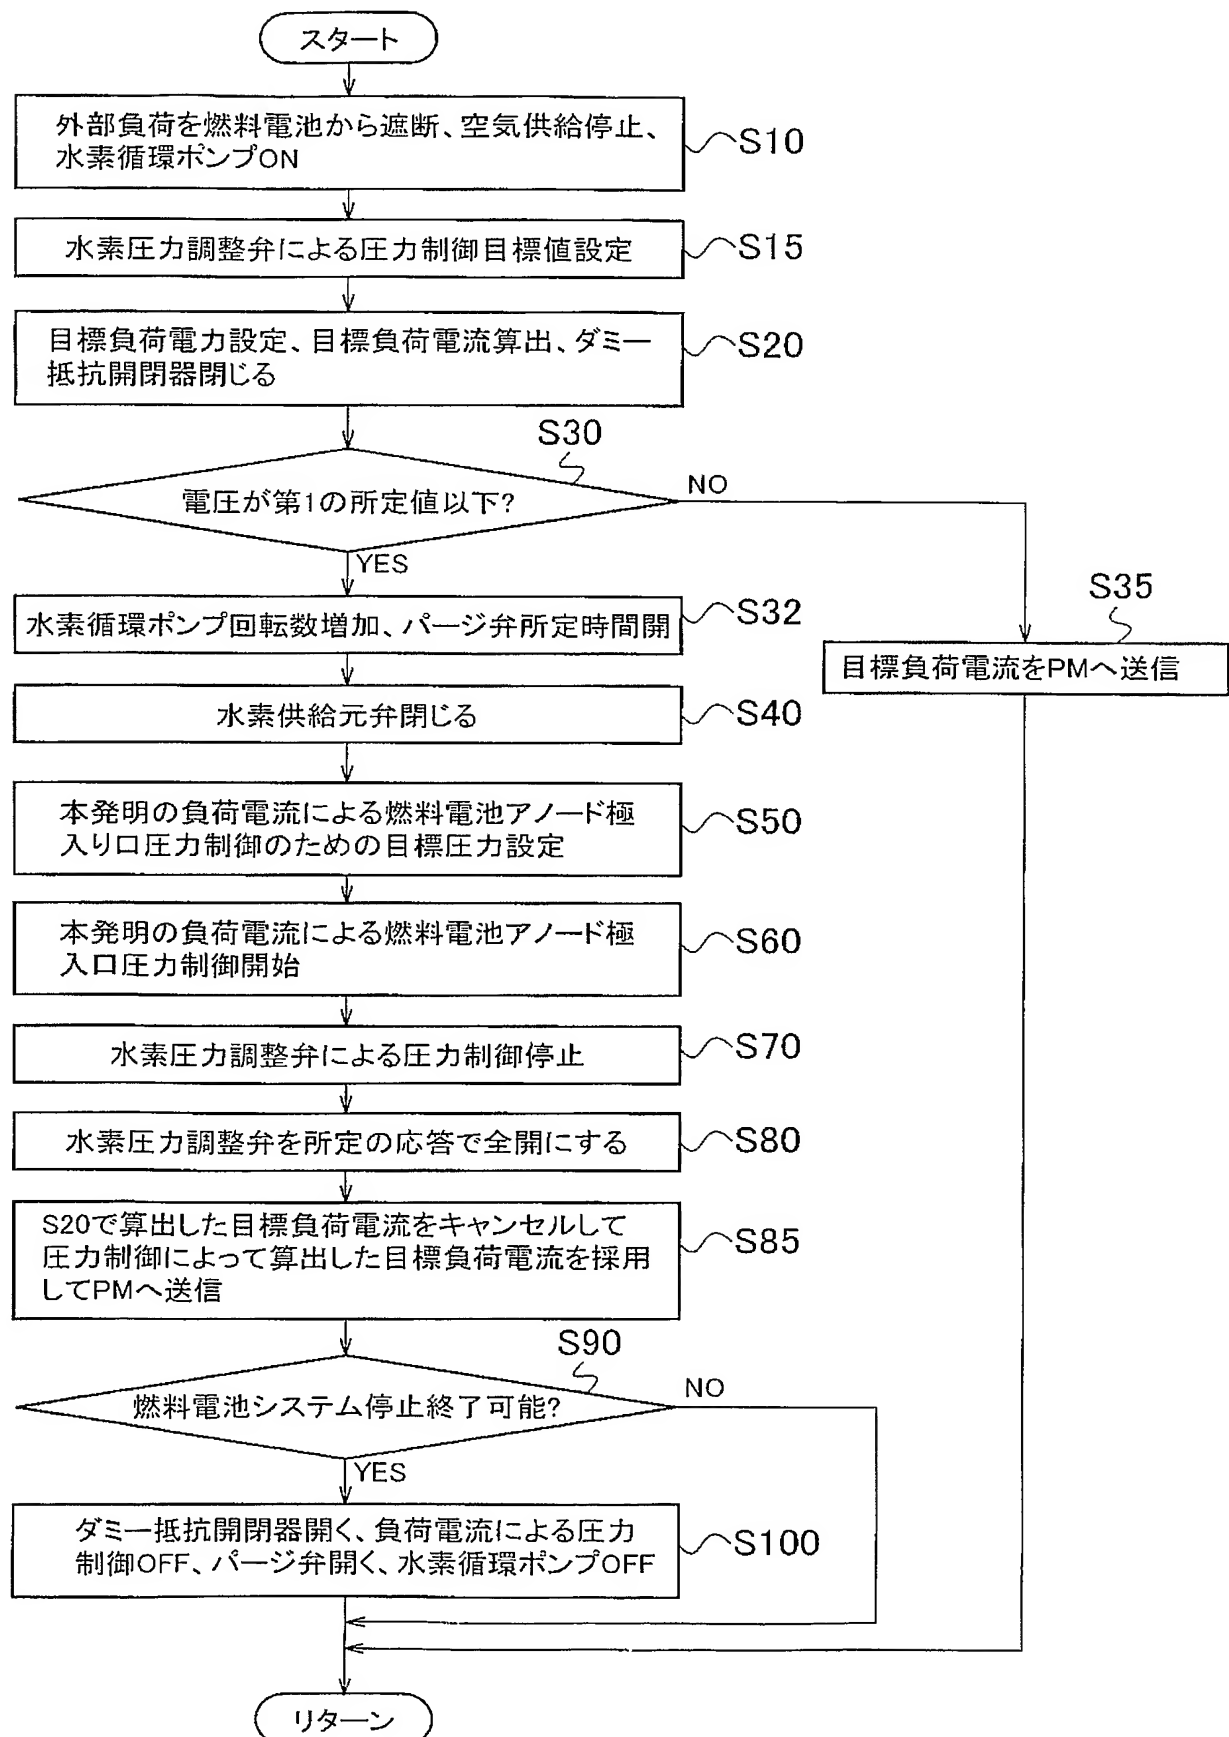 スタート
外部負荷を燃料電池から遮断、空気供給停止、
水素循環ポンプON
S10
水素圧力調整弁による圧力制御目標値設定
S15
目標負荷電力設定、目標負荷電流算出、ダミー
抵抗開閉器閉じる
S20
S30
電圧が第1の所定値以下?
NO
YES
水素循環ポンプ回転数増加、パージ弁所定時間開
S32
S35
目標負荷電流をPMへ送信
水素供給元弁閉じる
S40
本発明の負荷電流による燃料電池アノード極
入り口圧力制御のための目標圧力設定
S50
本発明の負荷電流による燃料電池アノード極
入口圧力制御開始
S60
水素圧力調整弁による圧力制御停止
S70
水素圧力調整弁を所定の応答で全開にする
S80
S20で算出した目標負荷電流をキャンセルして
圧力制御によって算出した目標負荷電流を採用
してPMへ送信
S85
S90
燃料電池システム停止終了可能?
NO
YES
ダミー抵抗開閉器開く、負荷電流による圧力
制御OFF、パージ弁開く、水素循環ポンプOFF
S100
リターン